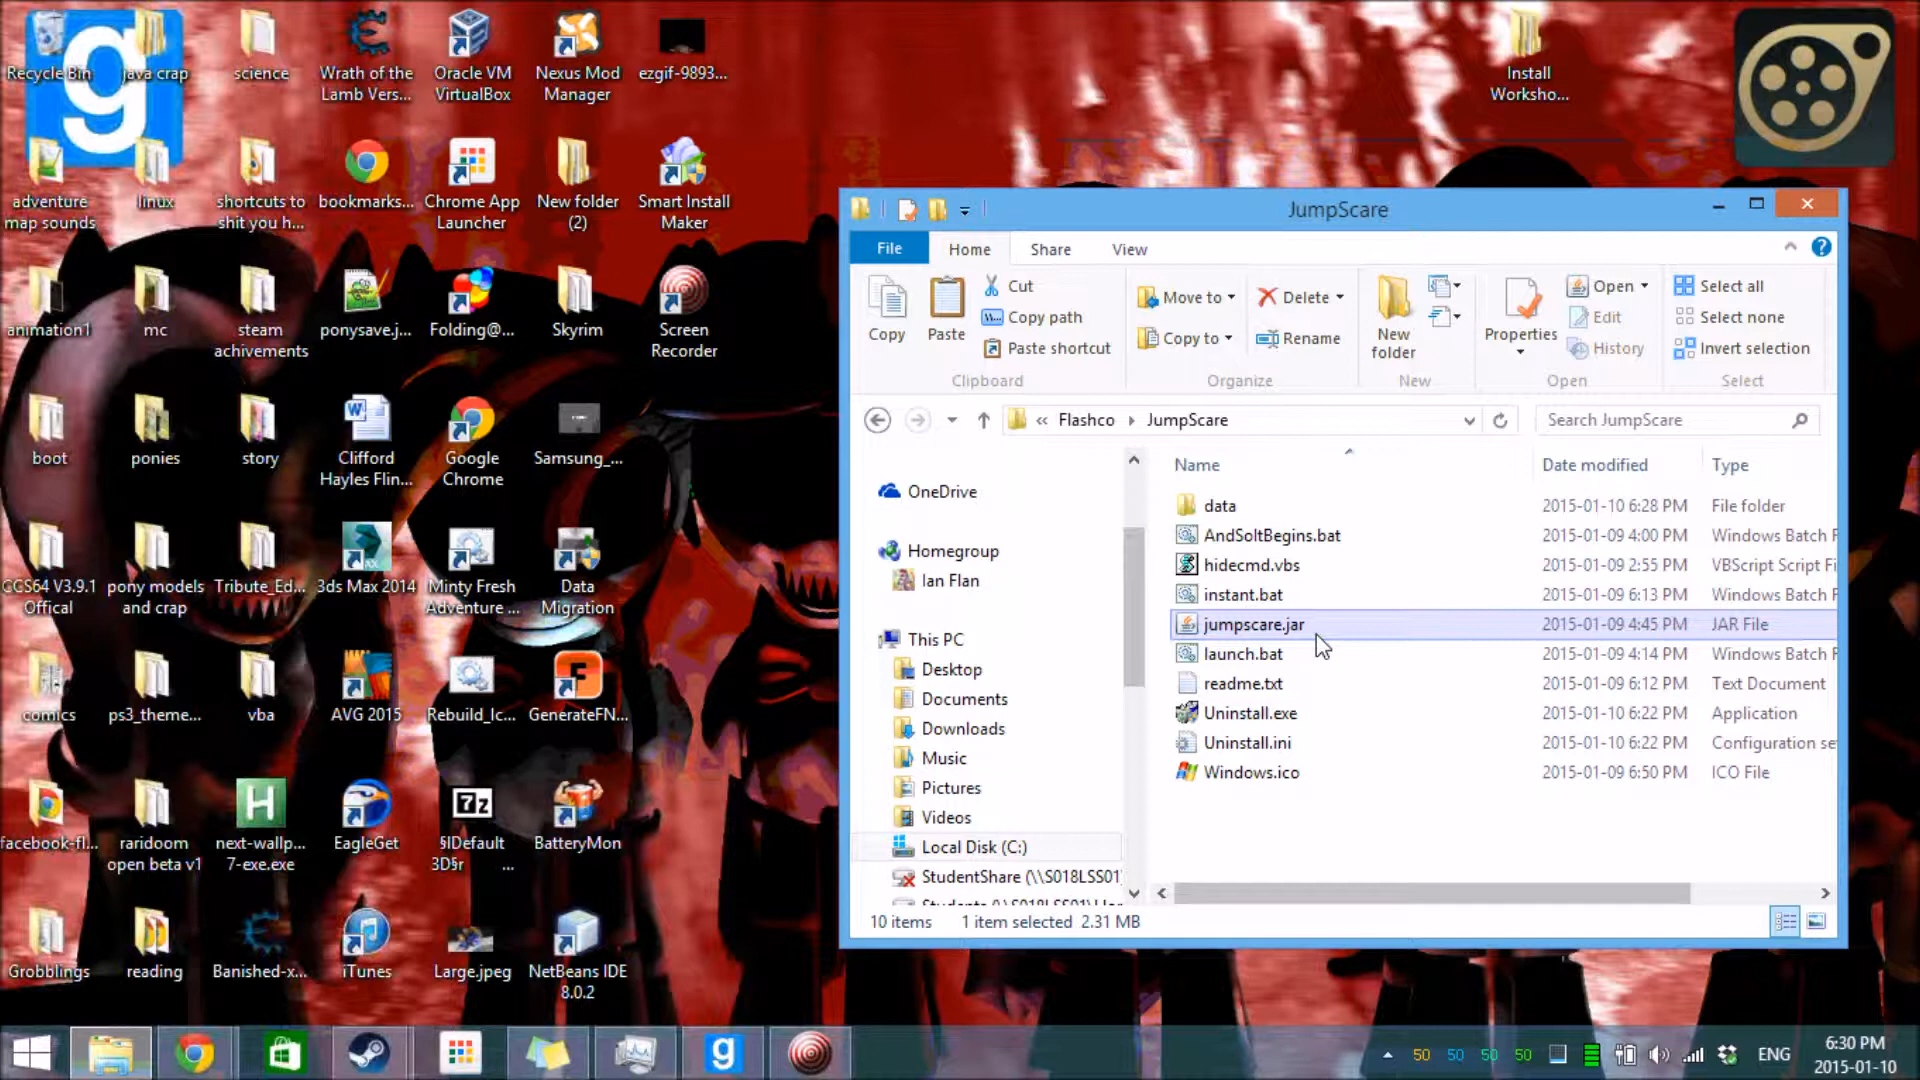 Recycle Bin
java crap
science
Wrath of the
Lamb Vers...
Oracle VM
VirtualBox
Nexus Mod
Manager
ezgif-9893...
Install
Worksho...
adventure
map sounds
linux
shortcuts to
shit you h...
bookmarks...
Chrome App
Launcher
New folder
(2)
Smart Install
Maker
animation1
mc
steam
achivements
ponysave.j...
Folding@...
Skyrim
Screen
Recorder
boot
ponies
story
Clifford
Hayles Flin...
Google
Chrome
Samsung_...
CCS64 V3.9.1
Offical
pony models
and crap
Tribute_Ed...
3ds Max 2014
Minty Fresh
Adventure ...
Data
Migration
comics
ps3_theme...
vba
AVG 2015
Rebuild_Ic...
GenerateFN...
facebook-fl...
raridoom
open beta v1
next-wallp...
7-exe.exe
EagleGet
§lDefault
3D§r ...
BatteryMon
Grobblings
reading
Banished-x...
iTunes
Large.jpeg
NetBeans IDE
8.0.2
JumpScare
File
Home
Share
View
Copy
Paste
Cut
Copy path
Paste shortcut
Clipboard
Move to
Copy to
Delete
Rename
Organize
New
folder
New
Properties
Open
Edit
History
Open
Select all
Select none
Invert selection
Select
« Flashco JumpScare
Search JumpScare
OneDrive
Homegroup
Ian Flan
This PC
Desktop
Documents
Downloads
Music
Pictures
Videos
Local Disk (C:)
StudentShare (\\S018LSS01)
Name Date modified Type
data 2015-01-10 6:28 PM File folder
AndSoItBegins.bat 2015-01-09 4:00 PM Windows Batch F
hidecmd.vbs 2015-01-09 2:55 PM VBScript Script Fi
instant.bat 2015-01-09 6:13 PM Windows Batch F
jumpscare.jar 2015-01-09 4:45 PM JAR File
launch.bat 2015-01-09 4:14 PM Windows Batch F
readme.txt 2015-01-09 6:12 PM Text Document
Uninstall.exe 2015-01-10 6:22 PM Application
Uninstall.ini 2015-01-10 6:22 PM Configuration se
Windows.ico 2015-01-09 6:50 PM ICO File
10 items 1 item selected 2.31 MB
50 50 50 50
ENG
6:30 PM
2015-01-10